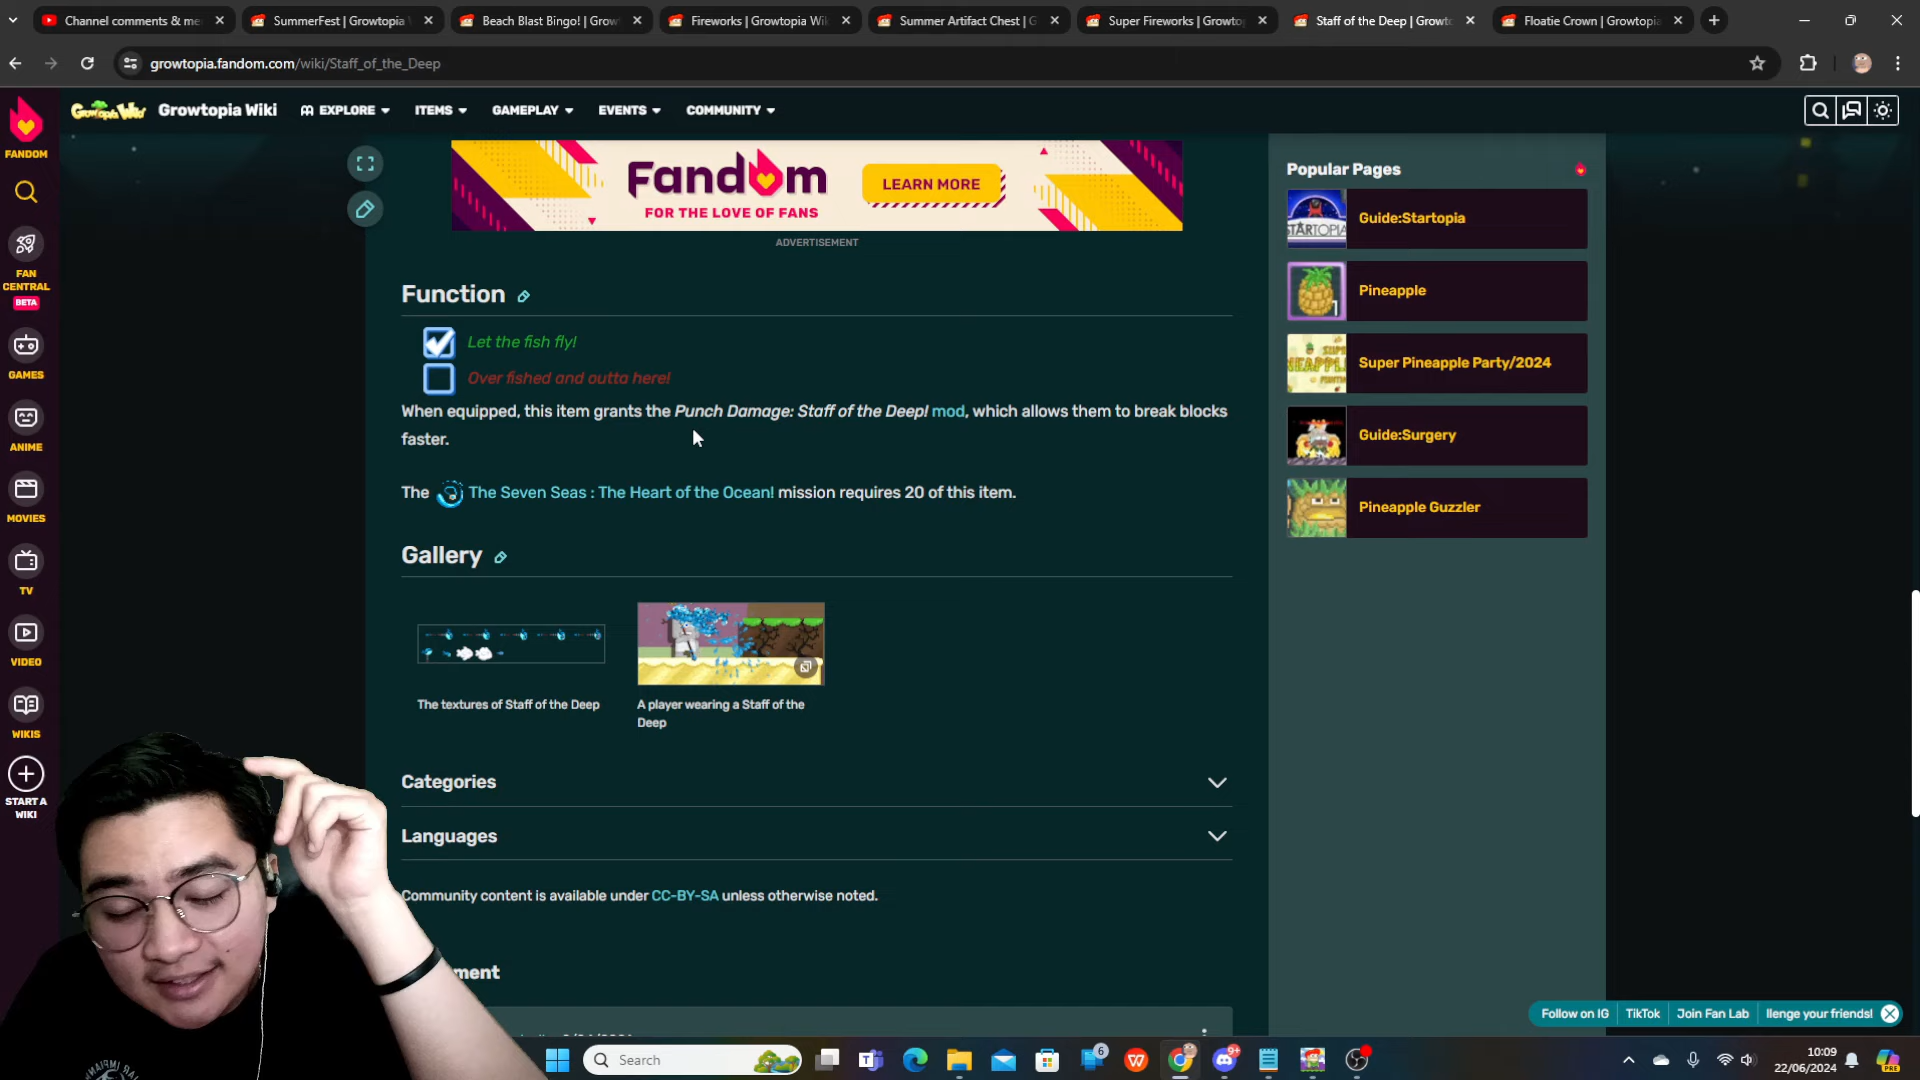 Channel comments & me
SummerFest | Growtopia
Beach Blast Bingo! | Grow
Fireworks | Growtopia Wi
Summer Artifact Chest | G
Super Fireworks | Growto
Staff of the Deep | Growt
Floatie Crown | Growtopia
growtopia.fandom.com/wiki/Staff_of_the_Deep
FANDOM
Growtopia Wiki
EXPLORE
ITEMS
GAMEPLAY
EVENTS
COMMUNITY
FAN
CENTRAL
BETA
GAMES
ANIME
MOVIES
TV
VIDEO
WIKIS
START A
WIKI
Fandom
FOR THE LOVE OF FANS
LEARN MORE
ADVERTISEMENT
Function
Let the fish fly!
Over fished and outta here!
When equipped, this item grants the Punch Damage: Staff of the Deep! mod, which allows them to break blocks
faster.
The The Seven Seas : The Heart of the Ocean! mission requires 20 of this item.
Gallery
The textures of Staff of the Deep
A player wearing a Staff of the
Deep
Categories
Languages
Community content is available under CC-BY-SA unless otherwise noted.
ment
Popular Pages
STARTOPIA
Guide:Startopia
1
Pineapple
Super Pineapple Party/2024
Guide:Surgery
Pineapple Guzzler
Follow on IG
TikTok
Join Fan Lab
llenge your friends!
Search
6
9+
10:09
22/06/2024
PRE